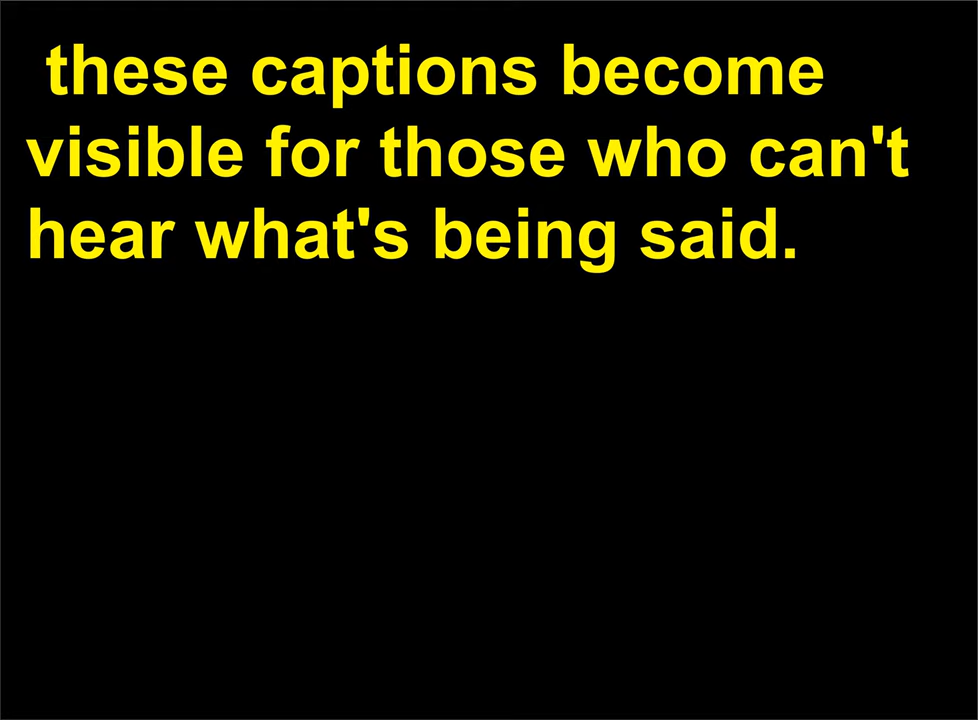 these captions become
visible for those who can't
hear what's being said.